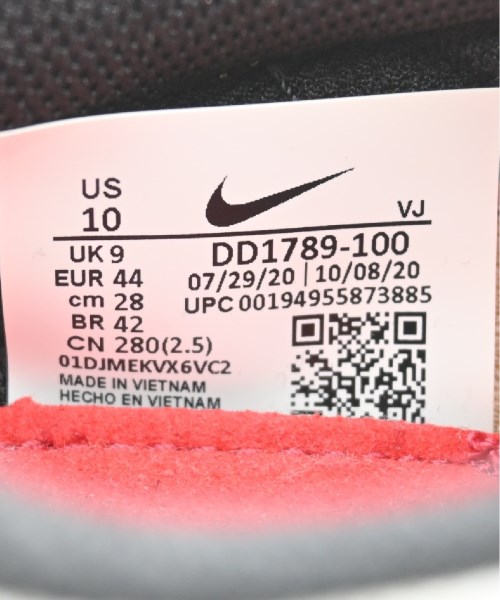 US
10
VJ
UK 9
DD1789-100
EUR 44
07/29/20 | 10/08/20
cm 28
UPC 00194955873885
BR 42
CN 280(2.5)
01DJMEKVX6VC2
MADE IN VIETNAM
HECHO EN VIETNAM